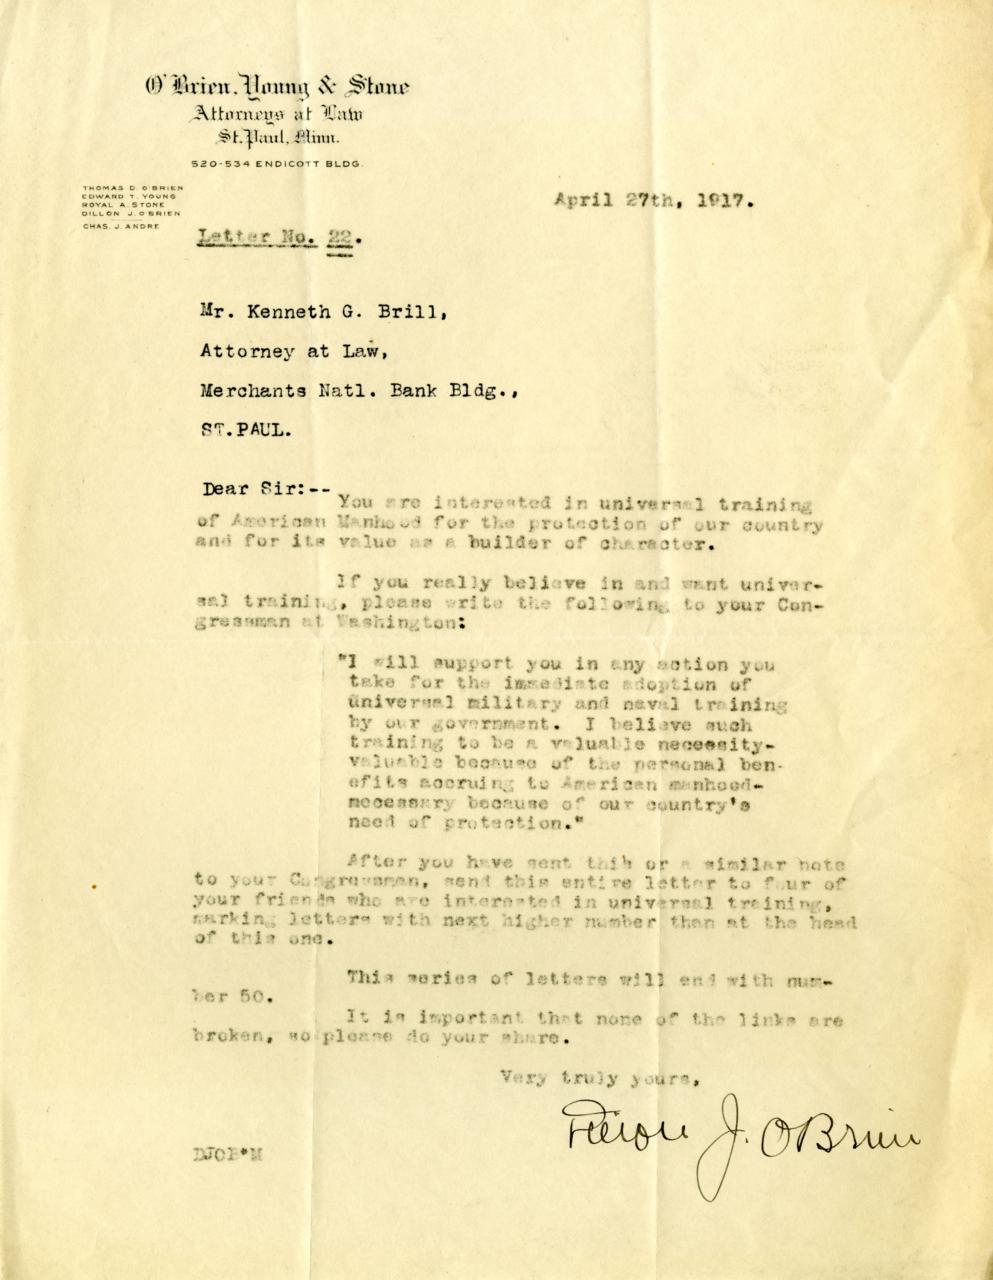 O'Brien, Young & Stone
Attorneys at Law
St. Paul, Minn.
520-534 ENDICOTT BLDG.
THOMAS D. O'BRIEN
EDWARD T. YOUNG
ROYAL A. STONE
DILLON J. O'BRIEN
CHAS. J. ANDRE
April 27th, 1917.
Letter No. 22.
Mr. Kenneth G. Brill,
Attorney at Law,
Merchants Natl. Bank Bldg.,
ST.PAUL.
Dear Sir:--
You are interested in universal training
of American Manhood for the protection of our country
and for its value as a builder of character.
If you really believe in and want univer-
sal training, please write the following to your Con-
gressman at Washington:
"I will support you in any action you
take for the immediate adoption of
universal military and naval training
by our government. I believe such
training to be a valuable necessity-
valuable because of the personal ben-
efits accruing to American manhood-
necessary because of our country's
need of protection."
After you have sent this or a similar note
to your Congressman, send this entire letter to four of
your friends who are interested in universal training,
marking letters with next higher number than at the head
of this one.
This series of letters will end with num-
ber 50.
It is important that none of the links are
broken, so please do your share.
Very truly yours,
Dillon J. O'Brien
DJOB*M